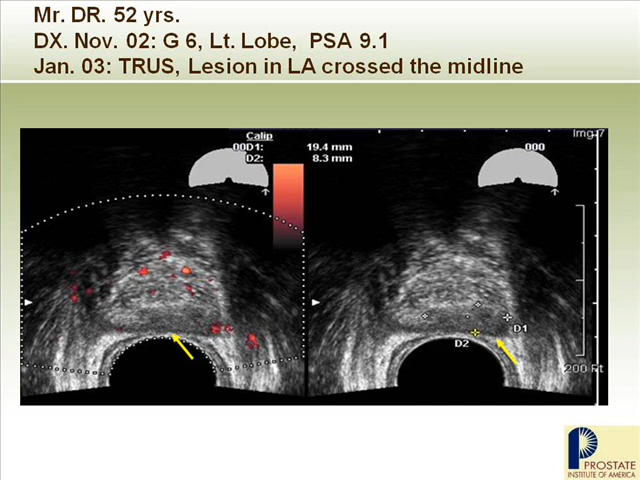 Mr. DR. 52 yrs.
DX. Nov. 02: G 6, Lt. Lobe, PSA 9.1
Jan. 03: TRUS, Lesion in LA crossed the midline
Img:7
Calip
00D1: 19.4 mm
D2: 8.3 mm
000
D1
D2
200 Rt
PROSTATE
INSTITUTE OF AMERICA